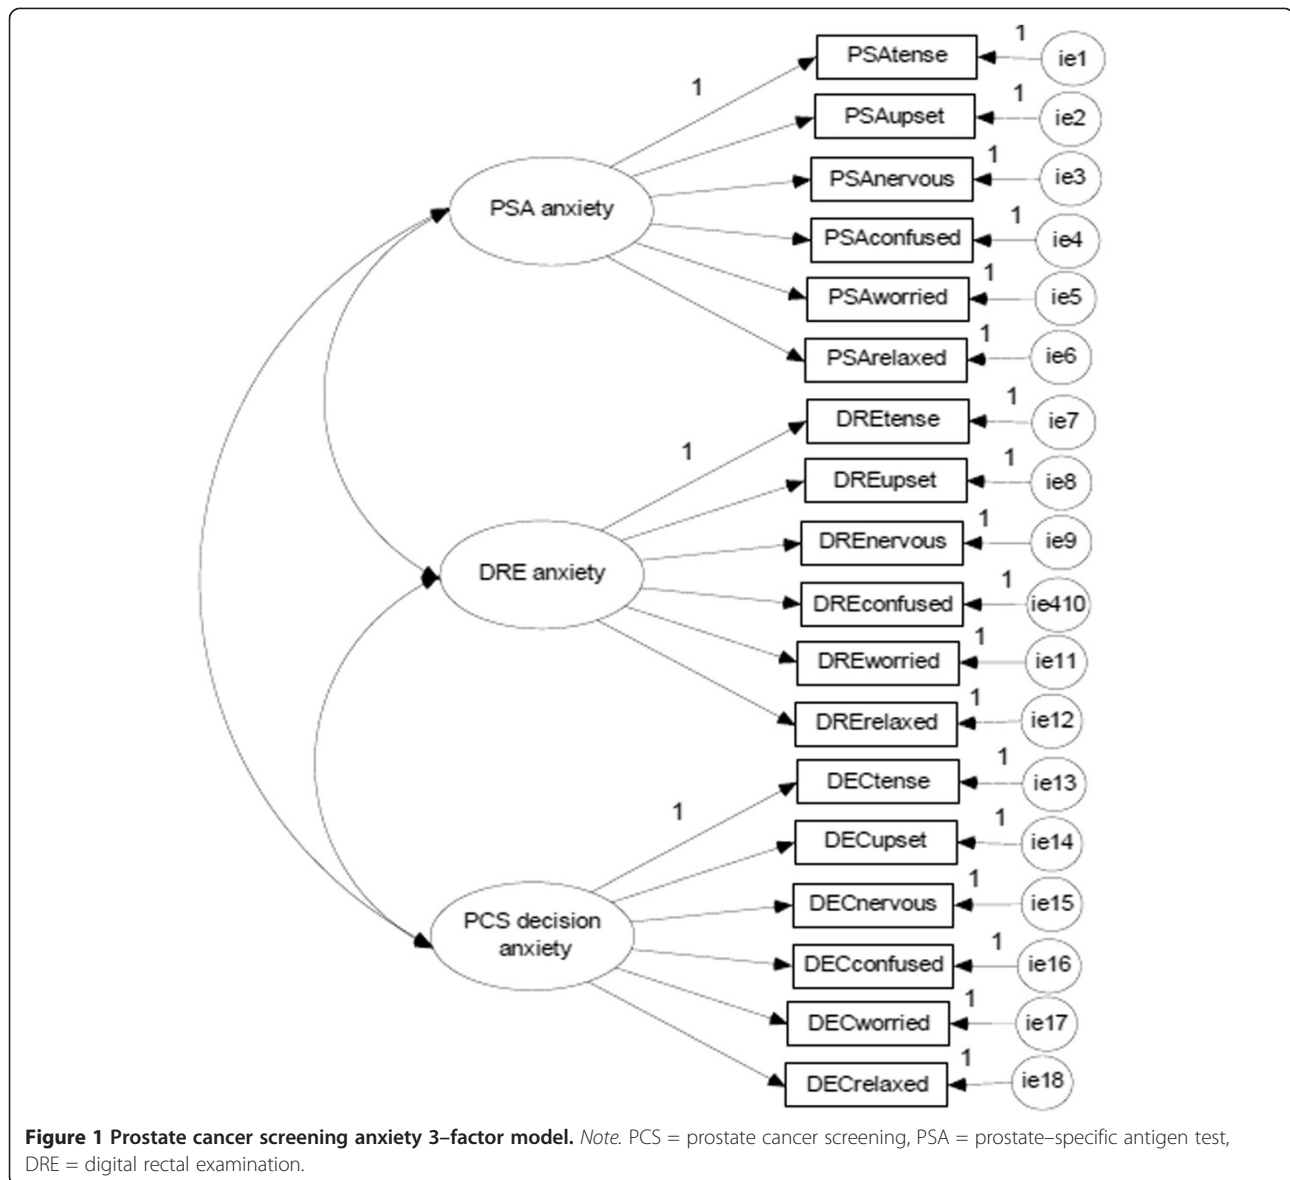 1
PSAtense
ie1
1
1
PSAupset
ie2
1
PSAnervous
ie3
PSA anxiety
1
PSAconfused
ie4
1
PSAworried
ie5
1
PSArelaxed
ie6
1
DREtense
ie7
1
1
DREupset
ie8
1
DREnervous
ie9
DRE anxiety
1
DREconfused
ie410
1
DREworried
ie11
1
DRErelaxed
ie12
1
DECtense
ie13
1
1
DECupset
ie14
1
DECnervous
ie15
PCS decision
anxiety
1
DECconfused
ie16
1
DECworried
ie17
1
DECrelaxed
ie18
Figure 1 Prostate cancer screening anxiety 3–factor model. Note. PCS = prostate cancer screening, PSA = prostate–specific antigen test,
DRE = digital rectal examination.